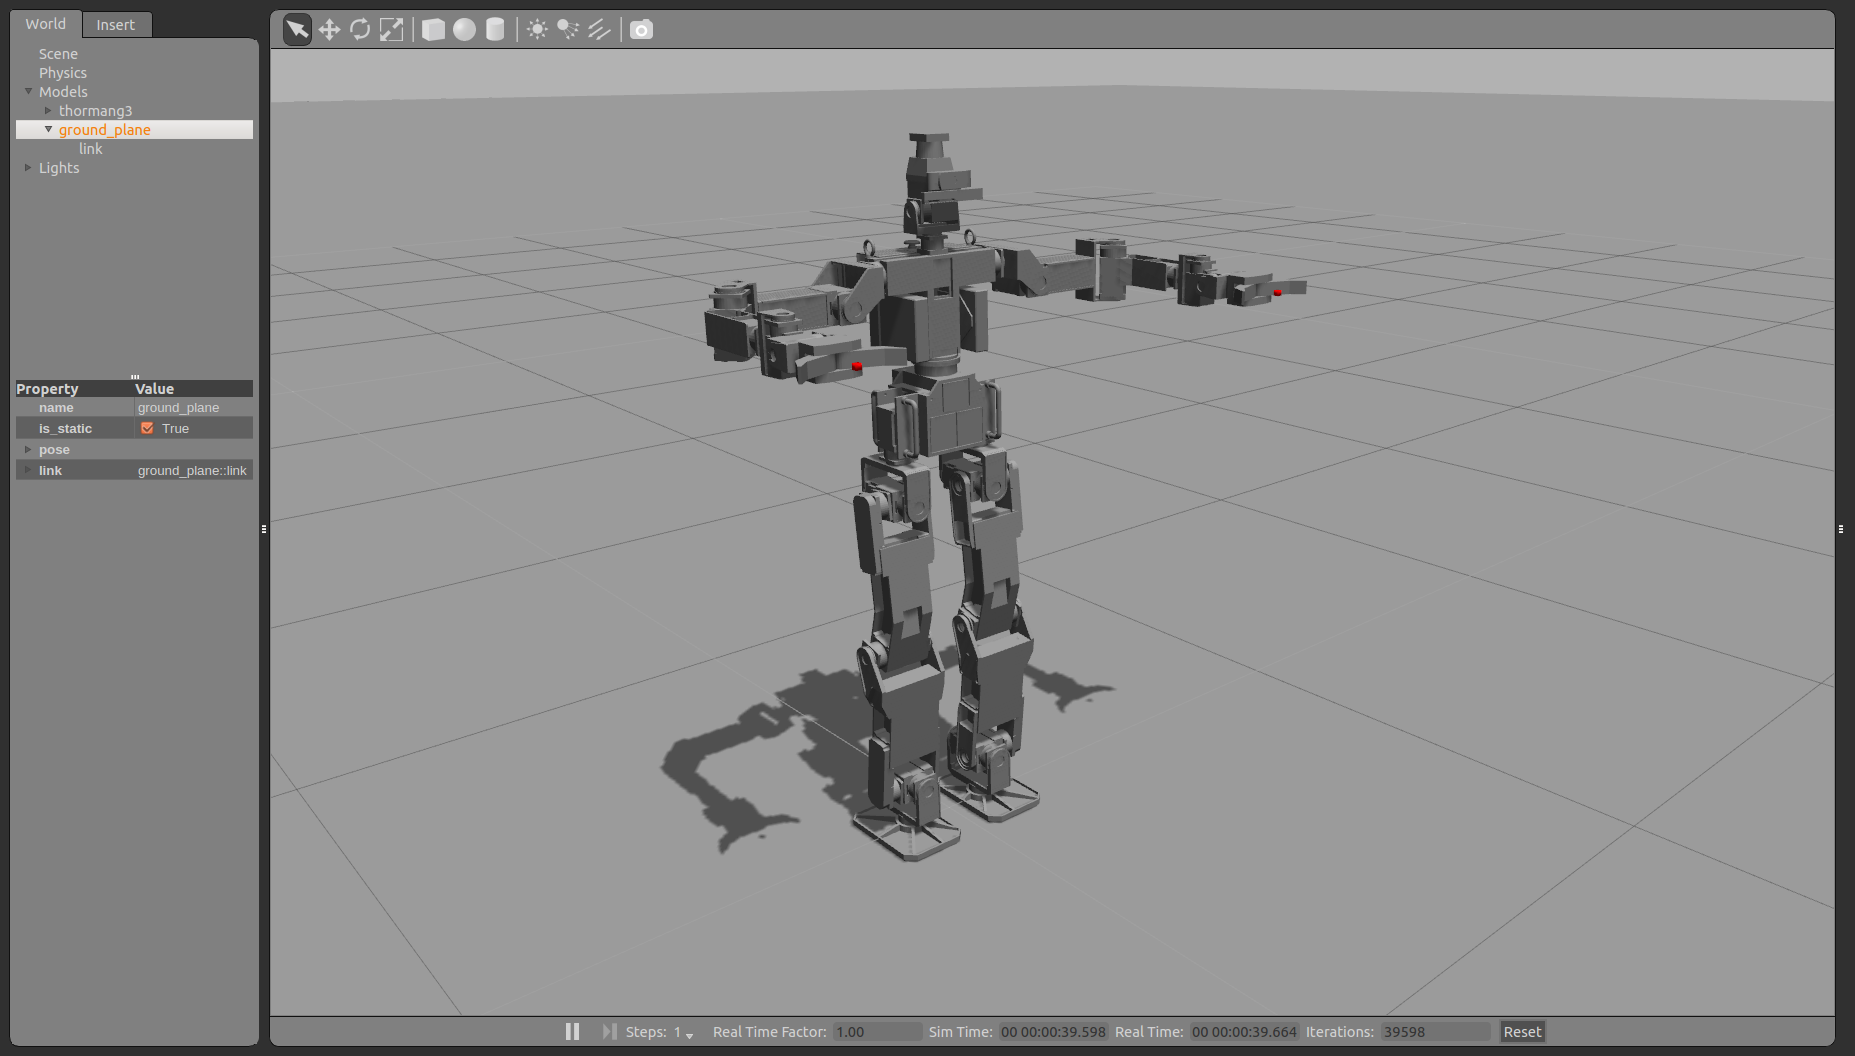 World Insert
Scene
Physics
Models
thormang3
ground_plane
link
Lights
Property Value
name ground_plane
is_static True
pose
link ground_plane::link
Steps: 1 Real Time Factor: 1.00 Sim Time: 00 00:00:39.598 Real Time: 00 00:00:39.664 Iterations: 39598 Reset